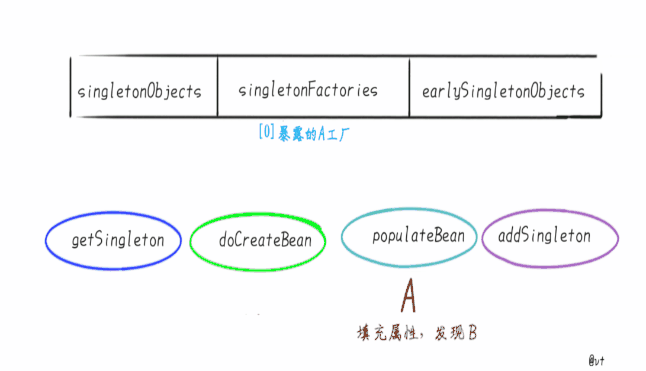 singletonObjects singletonFactories earlySingletonObjects
[0]暴露的A工厂
getSingleton doCreateBean populateBean addSingleton
A
填充属性，发现B
@vt